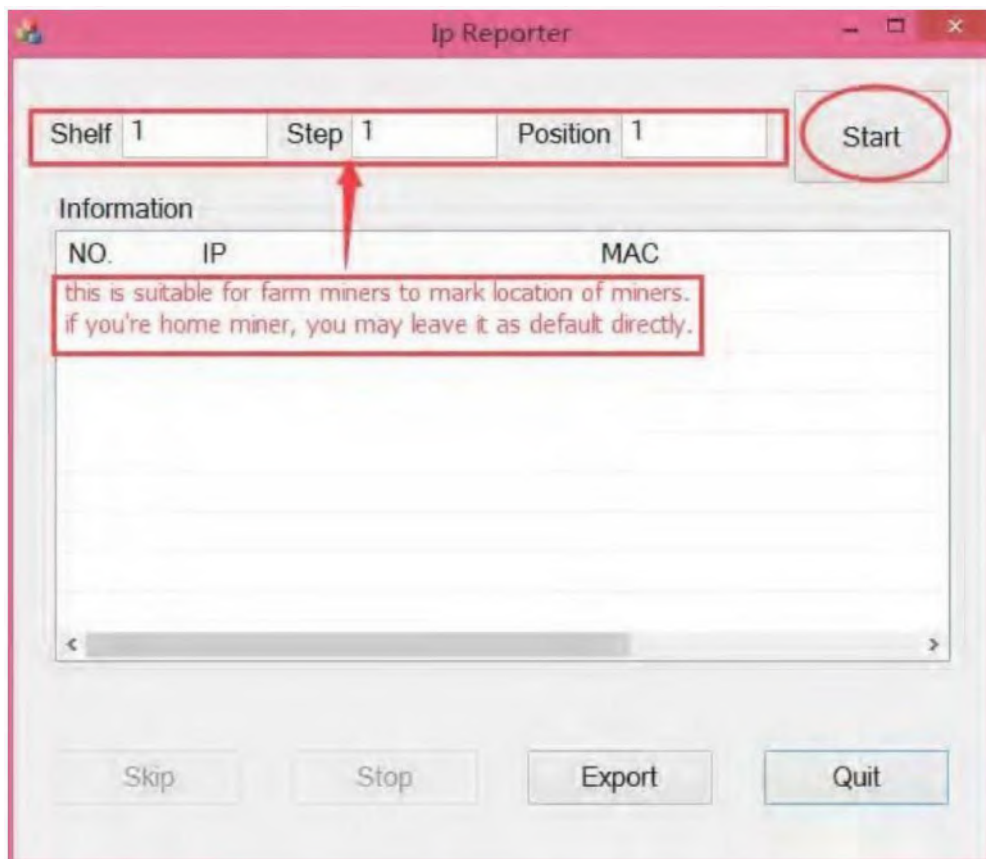 Ip Reporter
Shelf 1 Step 1 Position 1 Start
Information
NO. IP MAC
this is suitable for farm miners to mark location of miners.
if you're home miner, you may leave it as default directly.
Skip Stop Export Quit